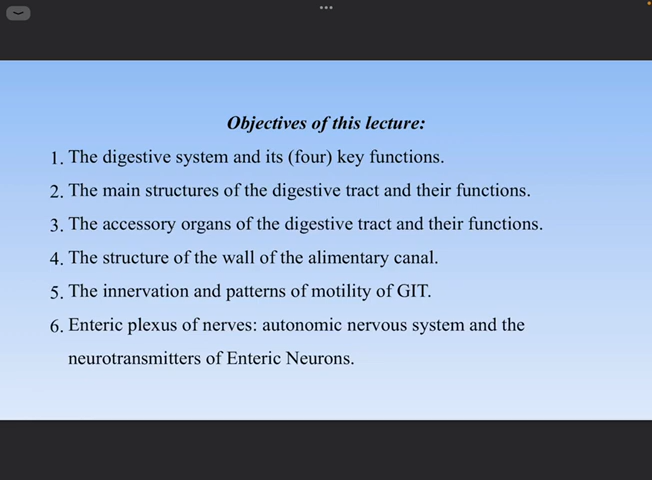 Objectives of this lecture:
1. The digestive system and its (four) key functions.
2. The main structures of the digestive tract and their functions.
3. The accessory organs of the digestive tract and their functions.
4. The structure of the wall of the alimentary canal.
5. The innervation and patterns of motility of GIT.
6. Enteric plexus of nerves: autonomic nervous system and the
neurotransmitters of Enteric Neurons.